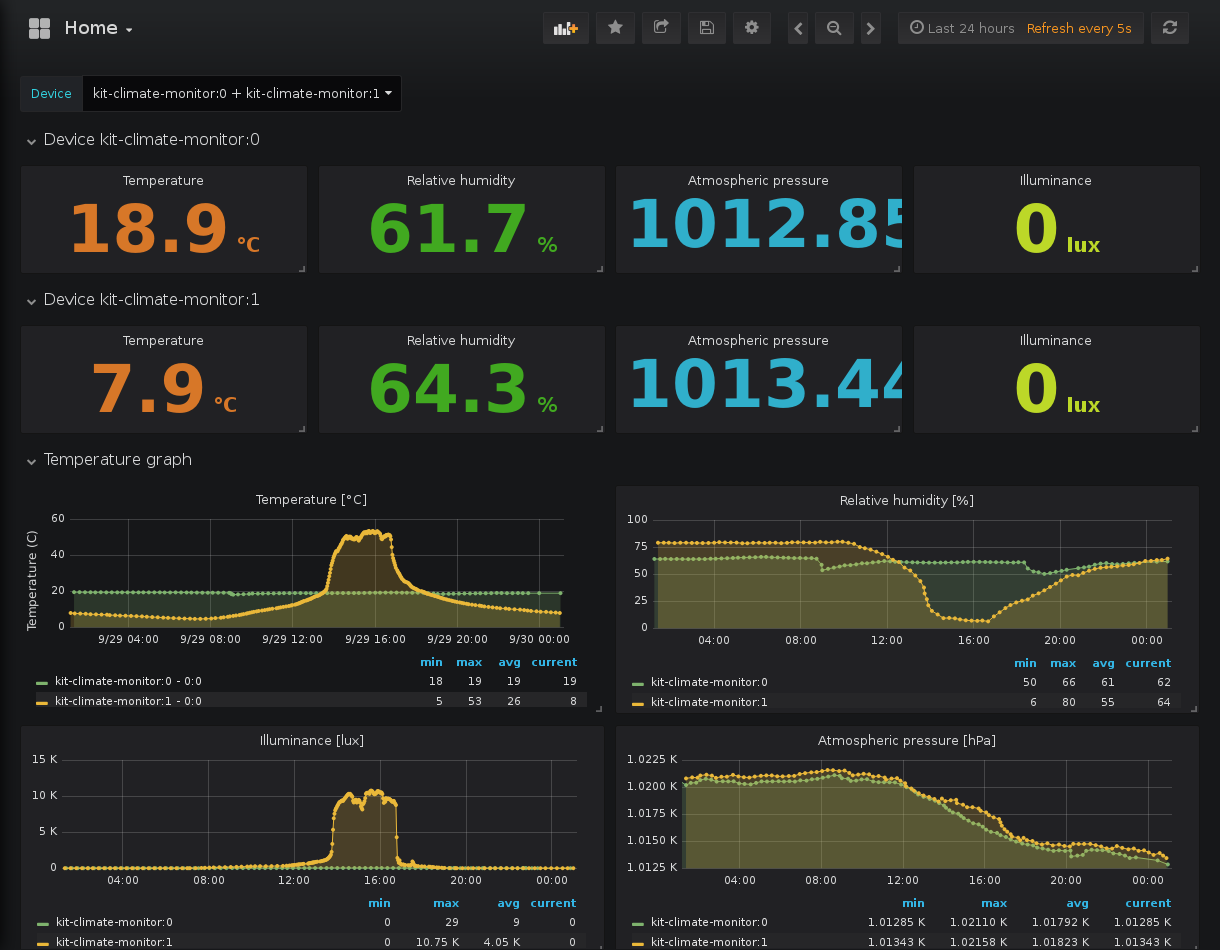 Home
Last 24 hours Refresh every 5s
Device kit-climate-monitor:0 + kit-climate-monitor:1
Device kit-climate-monitor:0
Temperature Relative humidity Atmospheric pressure Illuminance
18.9 °C 61.7 % 1012.85 0 lux
Device kit-climate-monitor:1
Temperature Relative humidity Atmospheric pressure Illuminance
7.9 °C 64.3 % 1013.44 0 lux
Temperature graph
Temperature [°C]
Temperature (C)
60
40
20
0
9/29 04:00 9/29 08:00 9/29 12:00 9/29 16:00 9/29 20:00 9/30 00:00
min max avg current
kit-climate-monitor:0 - 0:0 18 19 19 19
kit-climate-monitor:1 - 0:0 5 53 26 8
Relative humidity [%]
100
75
50
25
0
04:00 08:00 12:00 16:00 20:00 00:00
min max avg current
kit-climate-monitor:0 50 66 61 62
kit-climate-monitor:1 6 80 55 64
Illuminance [lux]
15 K
10 K
5 K
0
04:00 08:00 12:00 16:00 20:00 00:00
min max avg current
kit-climate-monitor:0 0 29 9 0
kit-climate-monitor:1 0 10.75 K 4.05 K 0
Atmospheric pressure [hPa]
1.0225 K
1.0200 K
1.0175 K
1.0150 K
1.0125 K
04:00 08:00 12:00 16:00 20:00 00:00
min max avg current
kit-climate-monitor:0 1.01285 K 1.02110 K 1.01792 K 1.01285 K
kit-climate-monitor:1 1.01343 K 1.02158 K 1.01823 K 1.01343 K